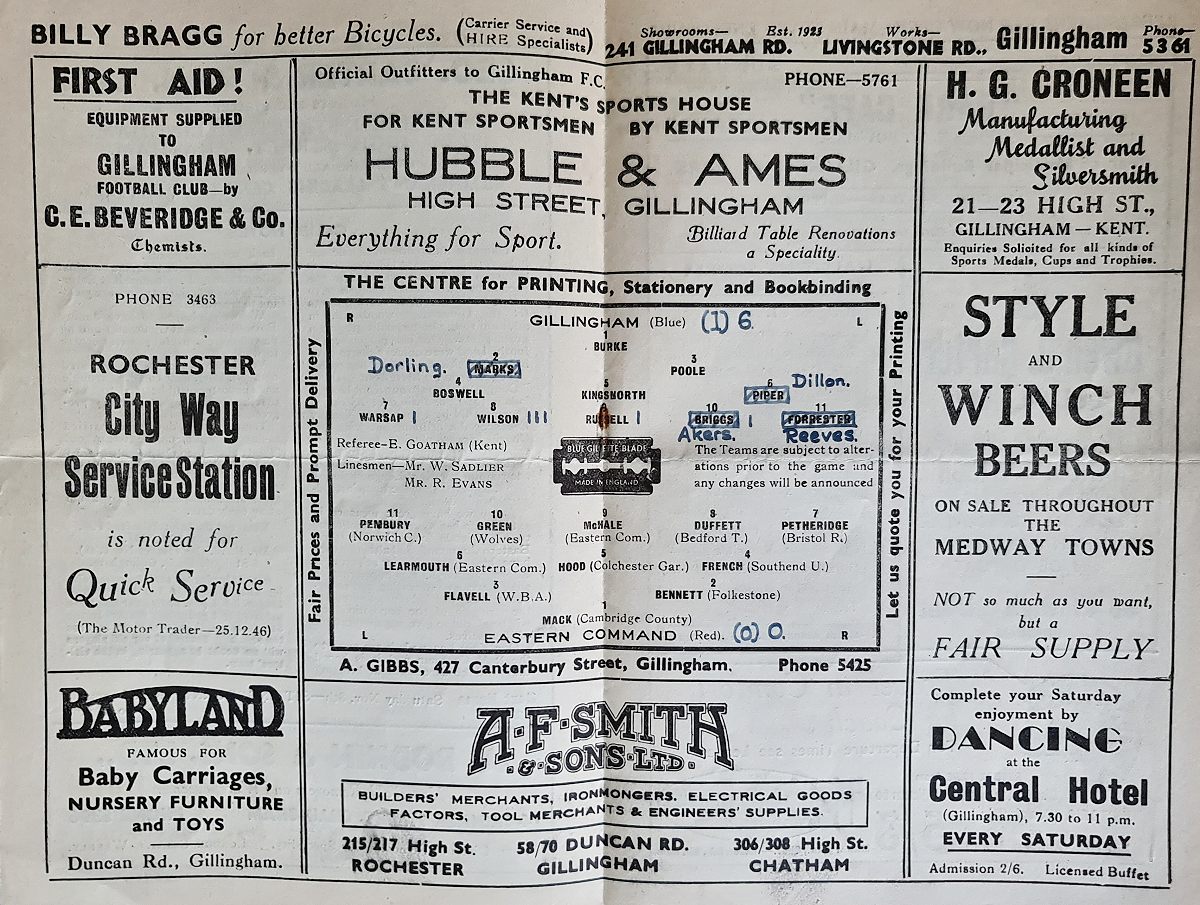 BILLY BRAGG for better Bicycles. (Carrier Service and HIRE Specialists) Showrooms— Est. 1923 Works— Phone—
241 GILLINGHAM RD. LIVINGSTONE RD., Gillingham 5361
FIRST AID!
EQUIPMENT SUPPLIED
TO
GILLINGHAM
FOOTBALL CLUB—by
C.E. BEVERIDGE & Co.
Chemists.
Official Outfitters to Gillingham F.C. PHONE—5761
THE KENT'S SPORTS HOUSE
FOR KENT SPORTSMEN BY KENT SPORTSMEN
HUBBLE & AMES
HIGH STREET, GILLINGHAM
Everything for Sport. Billiard Table Renovations
a Speciality.
H. G. CRONEEN
Manufacturing
Medallist and
Silversmith
21—23 HIGH ST.,
GILLINGHAM — KENT.
Enquiries Solicited for all kinds of
Sports Medals, Cups and Trophies.
PHONE 3463
ROCHESTER
City Way
Service Station
is noted for
Quick Service
(The Motor Trader—25.12.46)
THE CENTRE for PRINTING, Stationery and Bookbinding
Fair Prices and Prompt Delivery
R GILLINGHAM (Blue) (1) 6. L
1
BURKE
2 3
Dorling. MARKS POOLE
4 5 6 Dillon.
BOSWELL KINGSNORTH PIPER
7 8 9 10 11
WARSAP I WILSON III RUSSELL I BRIGGS I FORRESTER
Akers. Reeves.
Referee—E. GOATHAM (Kent)
Linesmen—Mr. W. SADLIER
Mr. R. EVANS
BLUE GILLETTE BLADE
MADE IN ENGLAND
The Teams are subject to alter-
ations prior to the game and
any changes will be announced
11 10 9 8 7
PENBURY GREEN McHALE DUFFETT PETHERIDGE
(Norwich C.) (Wolves) (Eastern Com.) (Bedford T.) (Bristol R.)
6 5 4
LEARMOUTH (Eastern Com.) HOOD (Colchester Gar.) FRENCH (Southend U.)
3 2
FLAVELL (W.B.A.) BENNETT (Folkestone)
1
MACK (Cambridge County)
L EASTERN COMMAND (Red). (0) 0. R
Let us quote you for your Printing
A. GIBBS, 427 Canterbury Street, Gillingham. Phone 5425
STYLE
AND
WINCH
BEERS
ON SALE THROUGHOUT
THE
MEDWAY TOWNS
NOT so much as you want,
but a
FAIR SUPPLY
BABYLAND
FAMOUS FOR
Baby Carriages,
NURSERY FURNITURE
and TOYS
Duncan Rd., Gillingham.
A·F·SMITH
·&·SONS·LTD·
BUILDERS' MERCHANTS, IRONMONGERS. ELECTRICAL GOODS
FACTORS, TOOL MERCHANTS & ENGINEERS' SUPPLIES.
215/217 High St. 58/70 DUNCAN RD. 306/308 High St.
ROCHESTER GILLINGHAM CHATHAM
Complete your Saturday
enjoyment by
DANCING
at the
Central Hotel
(Gillingham), 7.30 to 11 p.m.
EVERY SATURDAY
Admission 2/6. Licensed Buffet